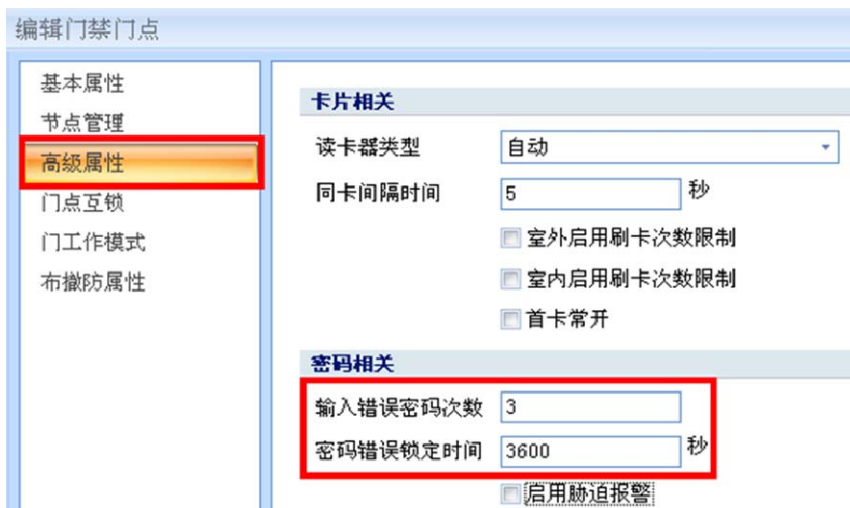 编辑门禁门点
基本属性
节点管理
高级属性
门点互锁
门工作模式
布撤防属性
卡片相关
读卡器类型 自动
同卡间隔时间 5 秒
室外启用刷卡次数限制
室内启用刷卡次数限制
首卡常开
密码相关
输入错误密码次数 3
密码错误锁定时间 3600 秒
启用胁迫报警